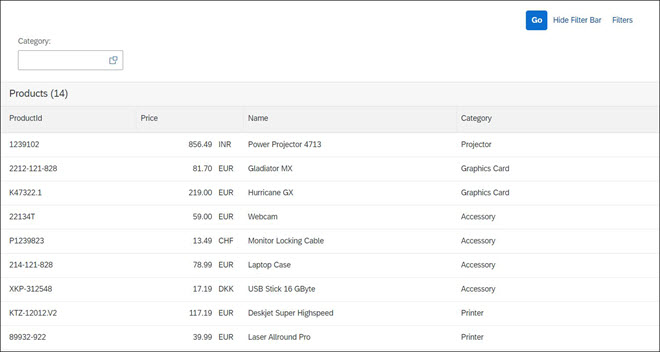 Go Hide Filter Bar Filters
Category:
Products (14)
ProductId Price Name Category
1239102 856.49 INR Power Projector 4713 Projector
2212-121-828 81.70 EUR Gladiator MX Graphics Card
K47322.1 219.00 EUR Hurricane GX Graphics Card
22134T 59.00 EUR Webcam Accessory
P1239823 13.49 CHF Monitor Locking Cable Accessory
214-121-828 78.99 EUR Laptop Case Accessory
XKP-312548 17.19 DKK USB Stick 16 GByte Accessory
KTZ-12012.V2 117.19 EUR Deskjet Super Highspeed Printer
89932-922 39.99 EUR Laser Allround Pro Printer